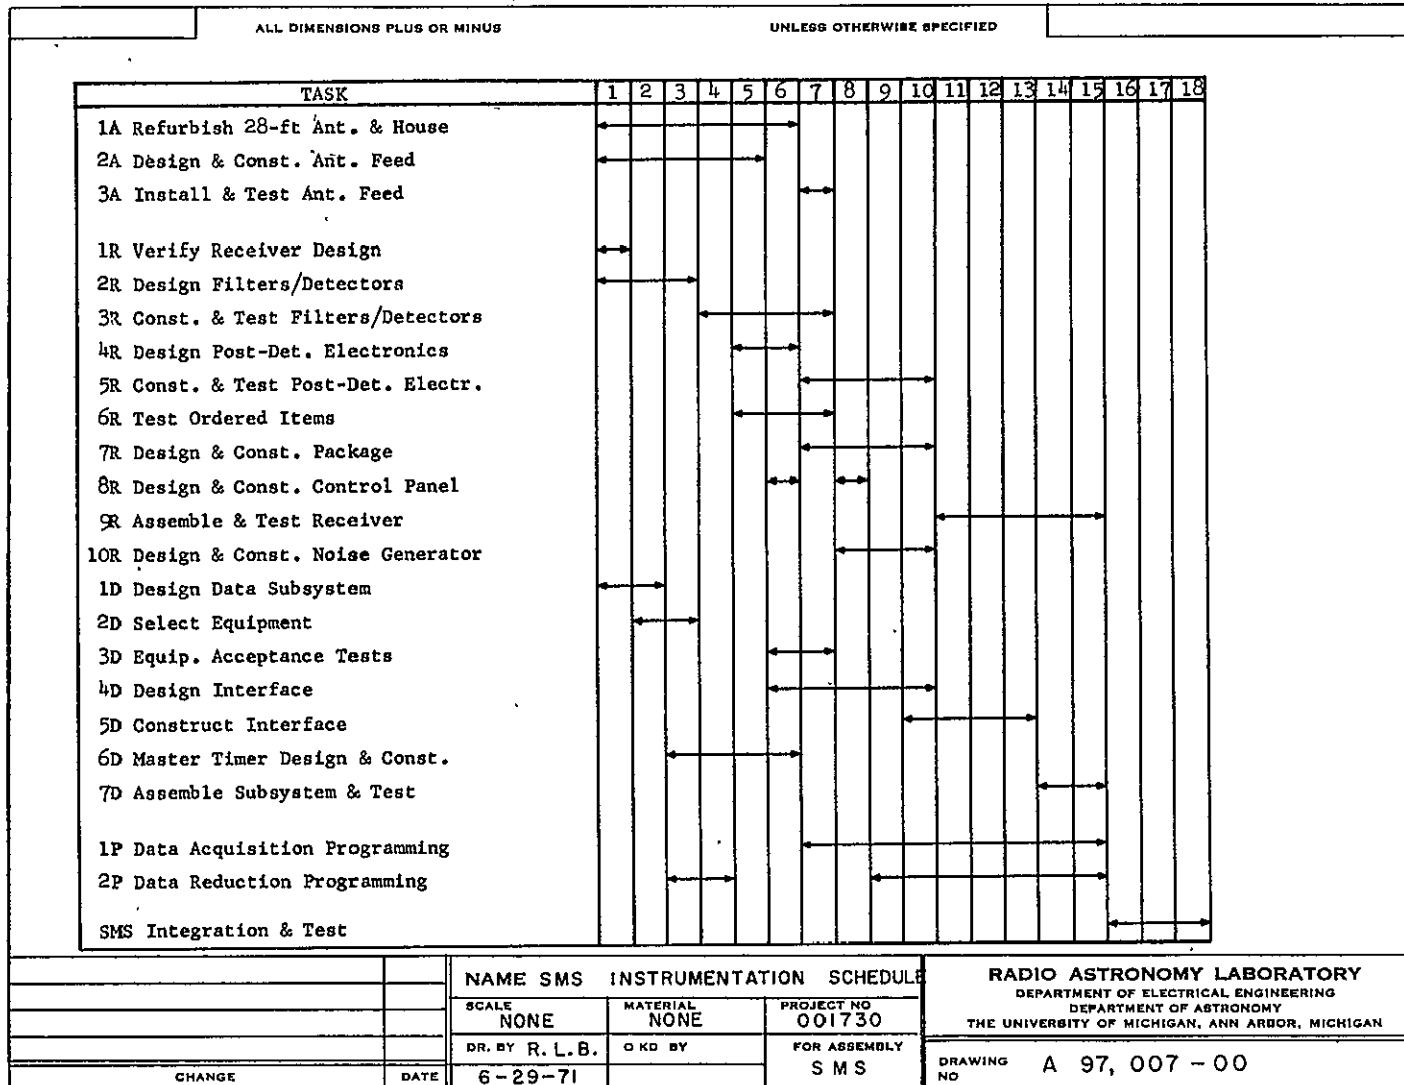 ALL DIMENSIONS PLUS OR MINUS UNLESS OTHERWISE SPECIFIED
TASK 1 2 3 4 5 6 7 8 9 10 11 12 13 14 15 16 17 18
1A Refurbish 28-ft Ant. & House
2A Design & Const. Ant. Feed
3A Install & Test Ant. Feed
1R Verify Receiver Design
2R Design Filters/Detectors
3R Const. & Test Filters/Detectors
4R Design Post-Det. Electronics
5R Const. & Test Post-Det. Electr.
6R Test Ordered Items
7R Design & Const. Package
8R Design & Const. Control Panel
9R Assemble & Test Receiver
10R Design & Const. Noise Generator
1D Design Data Subsystem
2D Select Equipment
3D Equip. Acceptance Tests
4D Design Interface
5D Construct Interface
6D Master Timer Design & Const.
7D Assemble Subsystem & Test
1P Data Acquisition Programming
2P Data Reduction Programming
SMS Integration & Test
NAME SMS INSTRUMENTATION SCHEDULE
SCALE NONE
MATERIAL NONE
PROJECT NO 001730
DR. BY R. L. B.
O KD BY
FOR ASSEMBLY
SMS
6-29-71
CHANGE DATE
RADIO ASTRONOMY LABORATORY
DEPARTMENT OF ELECTRICAL ENGINEERING
DEPARTMENT OF ASTRONOMY
THE UNIVERSITY OF MICHIGAN, ANN ARBOR, MICHIGAN
DRAWING NO A 97, 007-00